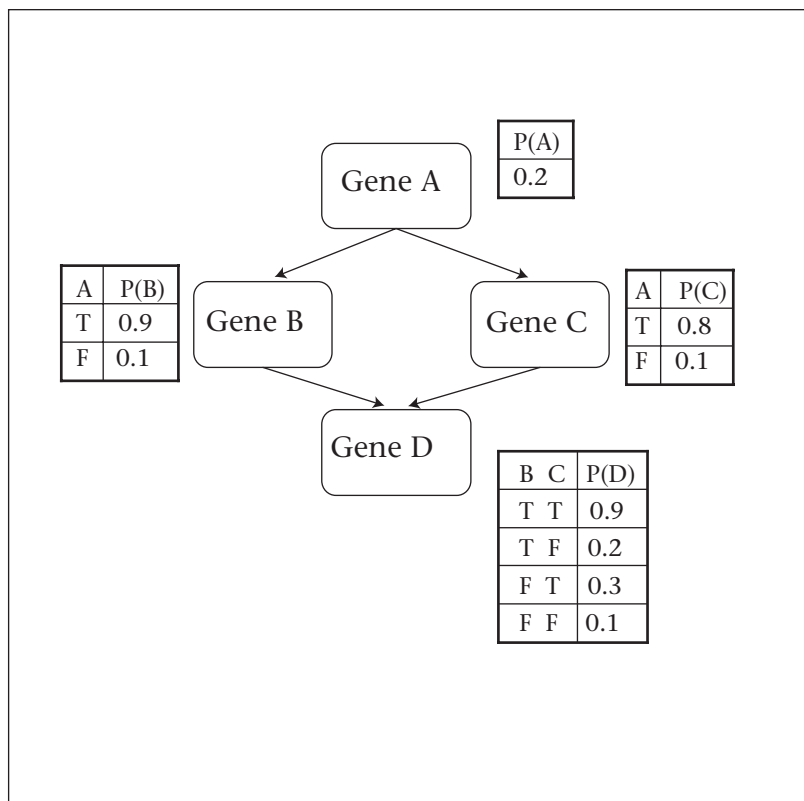 P(A)
0.2
Gene A
A P(B)
T 0.9
F 0.1
Gene B
Gene C
A P(C)
T 0.8
F 0.1
Gene D
B C P(D)
T T 0.9
T F 0.2
F T 0.3
F F 0.1